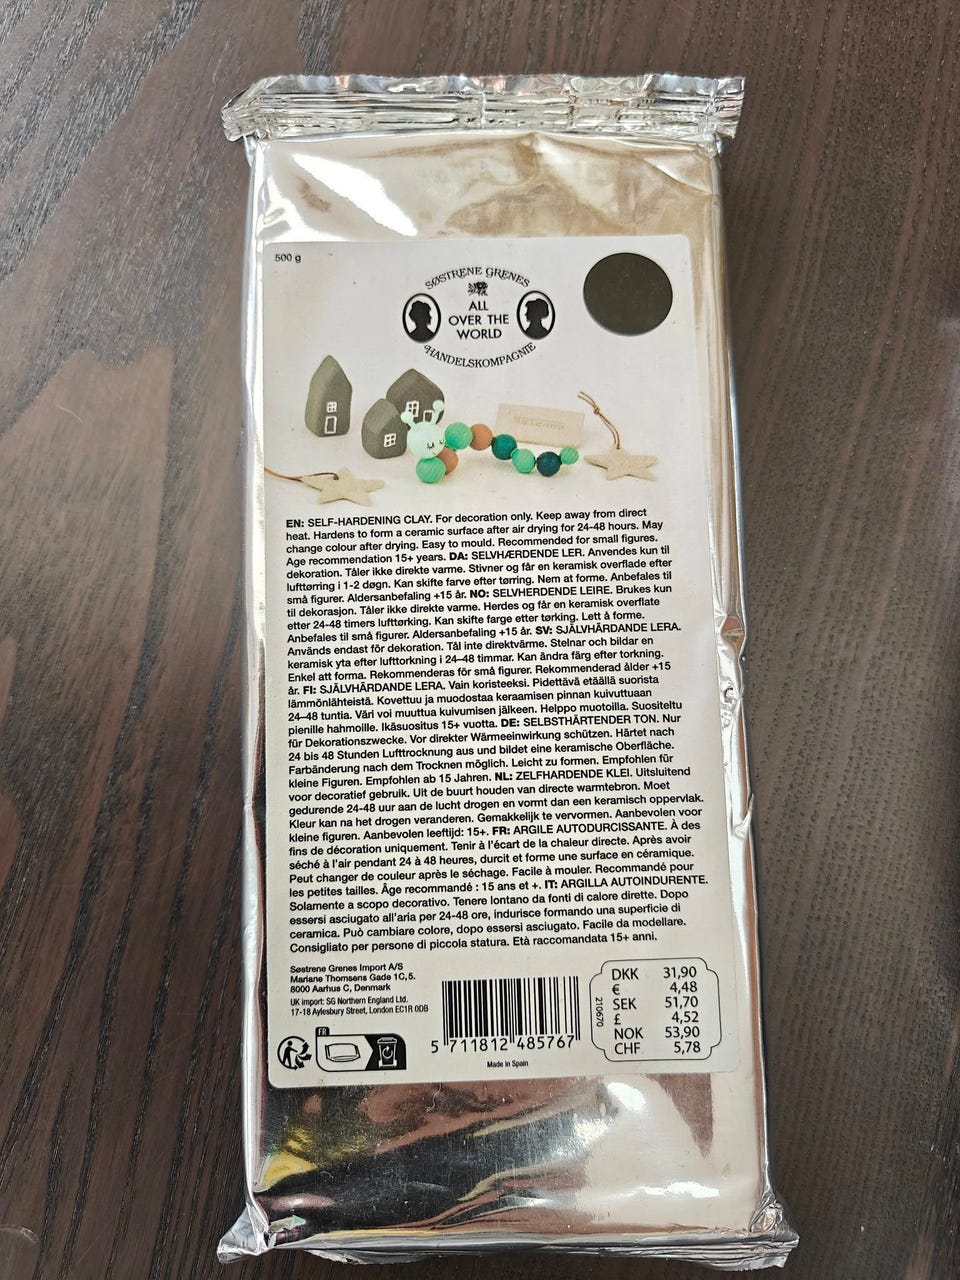 500 g
SØSTRENE GRENES
ALL
OVER THE
WORLD
HANDELSKOMPAGNIE
EN: SELF-HARDENING CLAY. For decoration only. Keep away from direct
heat. Hardens to form a ceramic surface after air drying for 24-48 hours. May
change colour after drying. Easy to mould. Recommended for small figures.
Age recommendation 15+ years. DA: SELVHÆRDENDE LER. Anvendes kun til
dekoration. Tåler ikke direkte varme. Stivner og får en keramisk overflade efter
lufttørring i 1-2 døgn. Kan skifte farve efter tørring. Nem at forme. Anbefales til
små figurer. Aldersanbefaling +15 år. NO: SELVHERDENDE LEIRE. Brukes kun
til dekorasjon. Tåler ikke direkte varme. Herdes og får en keramisk overflate
etter 24-48 timers lufttørking. Kan skifte farge etter tørking. Lett å forme.
Anbefales til små figurer. Aldersanbefaling +15 år. SV: SJÄLVHÄRDANDE LERA.
Används endast för dekoration. Tål inte direktvärme. Stelnar och bildar en
keramisk yta efter lufttorkning i 24–48 timmar. Kan ändra färg efter torkning.
Enkel att forma. Rekommenderas för små figurer. Rekommenderad ålder +15
år. FI: SJÄLVHÄRDANDE LERA. Vain koristeeksi. Pidettävä etäällä suorista
lämmönlähteistä. Kovettuu ja muodostaa keraamisen pinnan kuivuttuaan
24–48 tuntia. Väri voi muuttua kuivumisen jälkeen. Helppo muotoilla. Suositeltu
pienille hahmoille. Ikäsuositus 15+ vuotta. DE: SELBSTHÄRTENDER TON. Nur
für Dekorationszwecke. Vor direkter Wärmeeinwirkung schützen. Härtet nach
24 bis 48 Stunden Lufttrocknung aus und bildet eine keramische Oberfläche.
Farbänderung nach dem Trocknen möglich. Leicht zu formen. Empfohlen für
kleine Figuren. Empfohlen ab 15 Jahren. NL: ZELFHARDENDE KLEI. Uitsluitend
voor decoratief gebruik. Uit de buurt houden van directe warmtebron. Moet
gedurende 24-48 uur aan de lucht drogen en vormt dan een keramisch oppervlak.
Kleur kan na het drogen veranderen. Gemakkelijk te vervormen. Aanbevolen voor
kleine figuren. Aanbevolen leeftijd: 15+. FR: ARGILE AUTODURCISSANTE. À des
fins de décoration uniquement. Tenir à l'écart de la chaleur directe. Après avoir
séché à l'air pendant 24 à 48 heures, durcit et forme une surface en céramique.
Peut changer de couleur après le séchage. Facile à mouler. Recommandé pour
les petites tailles. Âge recommandé : 15 ans et +. IT: ARGILLA AUTOINDURENTE.
Solamente a scopo decorativo. Tenere lontano da fonti di calore dirette. Dopo
essersi asciugato all'aria per 24-48 ore, indurisce formando una superficie di
ceramica. Può cambiare colore, dopo essersi asciugato. Facile da modellare.
Consigliato per persone di piccola statura. Età raccomandata 15+ anni.
Søstrene Grenes Import A/S
Mariane Thomsens Gade 1C,5.
8000 Aarhus C, Denmark
UK import: SG Northern England Ltd.
17-18 Aylesbury Street, London EC1R 0DB
FR
5 711812 485767
Made in Spain
210670
DKK 31,90
€ 4,48
SEK 51,70
£ 4,52
NOK 53,90
CHF 5,78